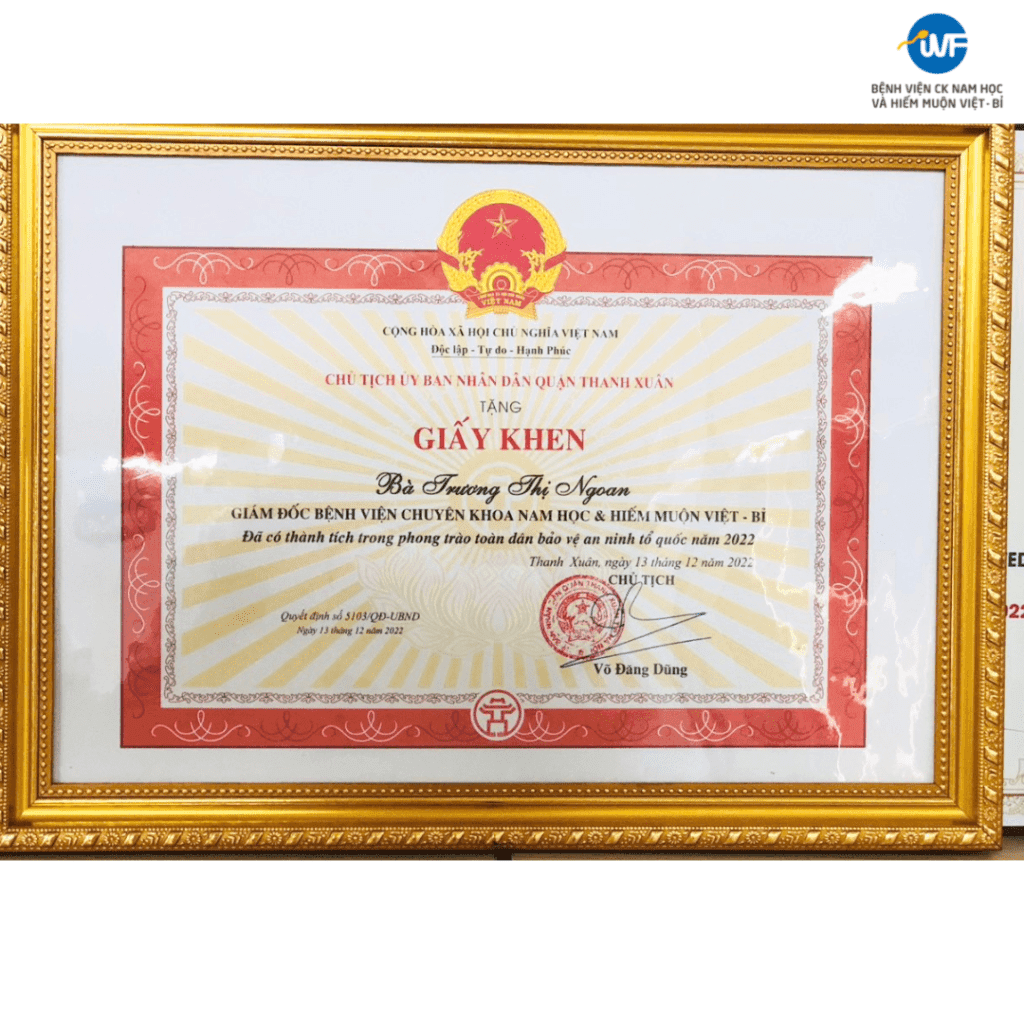 iWF
BỆNH VIỆN CK NAM HỌC
VÀ HIẾM MUỘN VIỆT - BỈ
VIỆT NAM
CỘNG HÒA XÃ HỘI CHỦ NGHĨA VIỆT NAM
Độc lập - Tự do - Hạnh Phúc
CHỦ TỊCH ỦY BAN NHÂN DÂN QUẬN THANH XUÂN
TẶNG
GIẤY KHEN
Bà Trương Thị Ngoan
GIÁM ĐỐC BỆNH VIỆN CHUYÊN KHOA NAM HỌC & HIẾM MUỘN VIỆT - BỈ
Đã có thành tích trong phong trào toàn dân bảo vệ an ninh tổ quốc năm 2022
Thanh Xuân, ngày 13 tháng 12 năm 2022
CHỦ TỊCH
Quyết định số 5103/QĐ-UBND
Ngày 13 tháng 12 năm 2022
Võ Đăng Dũng